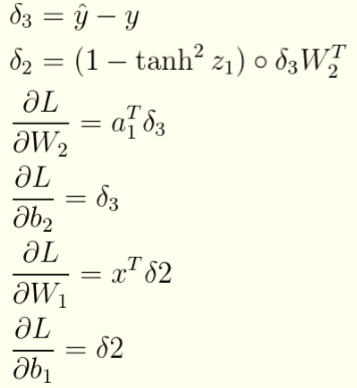 δ₃ = ŷ − y
δ₂ = (1 − tanh² z₁) ∘ δ₃W₂ᵀ
∂L/∂W₂ = a₁ᵀδ₃
∂L/∂b₂ = δ₃
∂L/∂W₁ = xᵀδ2
∂L/∂b₁ = δ2